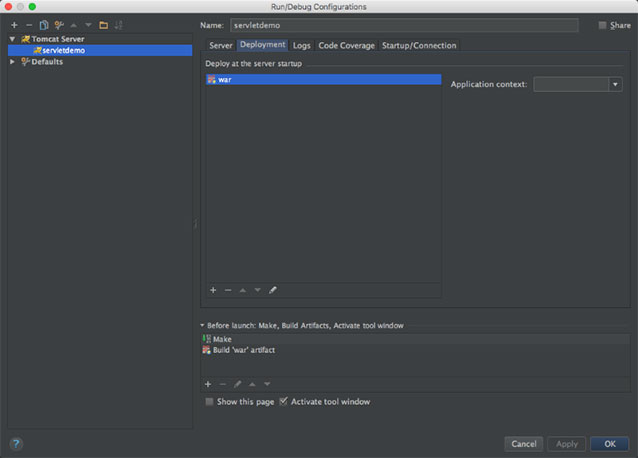 Run/Debug Configurations
Name: servletdemo
Share
Tomcat Server
servletdemo
Defaults
Server Deployment Logs Code Coverage Startup/Connection
Deploy at the server startup
war
Application context:
Before launch: Make, Build Artifacts, Activate tool window
Make
Build 'war' artifact
Show this page Activate tool window
? Cancel Apply OK